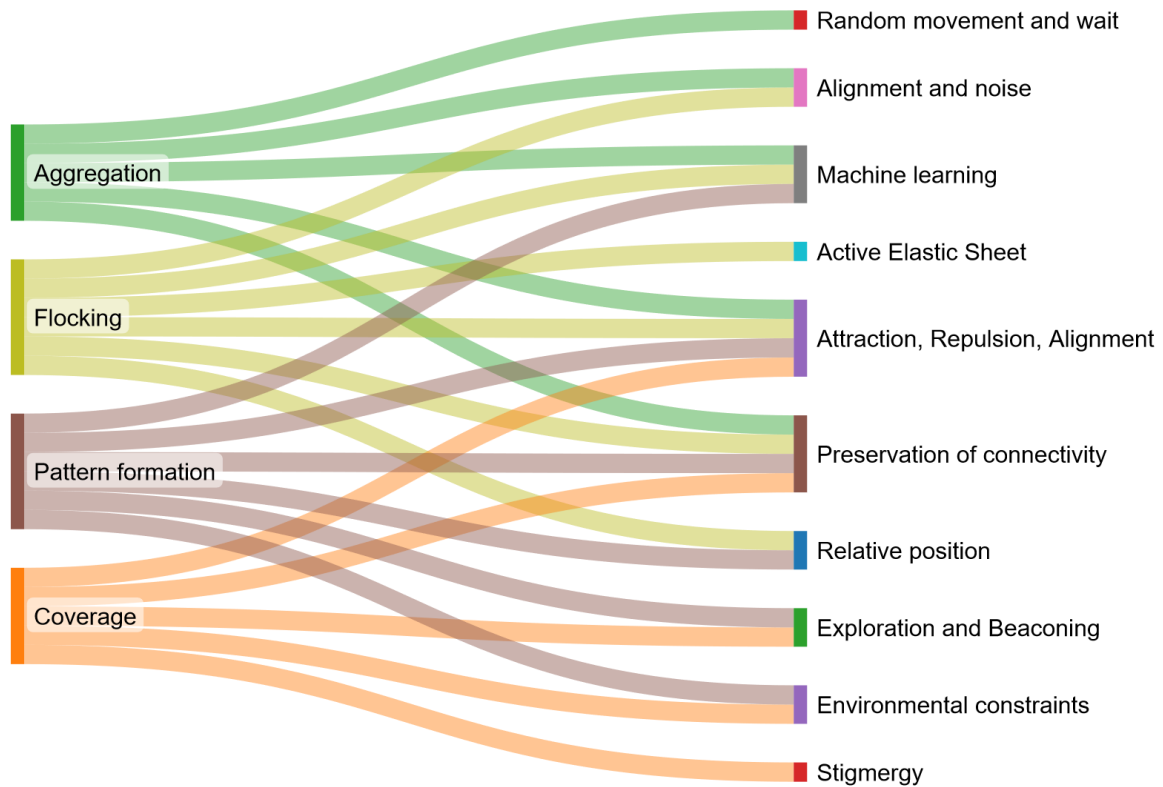 Aggregation
Flocking
Pattern formation
Coverage
Random movement and wait
Alignment and noise
Machine learning
Active Elastic Sheet
Attraction, Repulsion, Alignment
Preservation of connectivity
Relative position
Exploration and Beaconing
Environmental constraints
Stigmergy